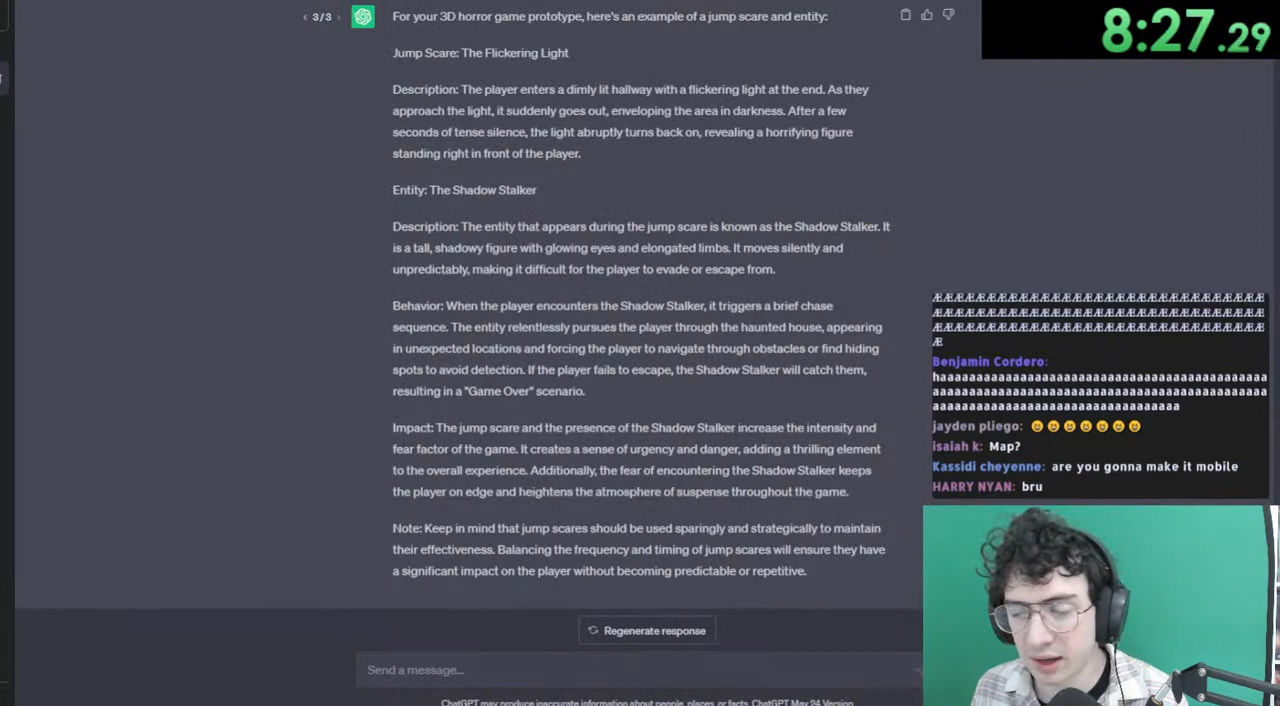 3/3
For your 3D horror game prototype, here's an example of a jump scare and entity:
8:27.29
Jump Scare: The Flickering Light
Description: The player enters a dimly lit hallway with a flickering light at the end. As they
approach the light, it suddenly goes out, enveloping the area in darkness. After a few
seconds of tense silence, the light abruptly turns back on, revealing a horrifying figure
standing right in front of the player.
Entity: The Shadow Stalker
Description: The entity that appears during the jump scare is known as the Shadow Stalker. It
is a tall, shadowy figure with glowing eyes and elongated limbs. It moves silently and
unpredictably, making it difficult for the player to evade or escape from.
Behavior: When the player encounters the Shadow Stalker, it triggers a brief chase
sequence. The entity relentlessly pursues the player through the haunted house, appearing
in unexpected locations and forcing the player to navigate through obstacles or find hiding
spots to avoid detection. If the player fails to escape, the Shadow Stalker will catch them,
resulting in a "Game Over" scenario.
Impact: The jump scare and the presence of the Shadow Stalker increase the intensity and
fear factor of the game. It creates a sense of urgency and danger, adding a thrilling element
to the overall experience. Additionally, the fear of encountering the Shadow Stalker keeps
the player on edge and heightens the atmosphere of suspense throughout the game.
Note: Keep in mind that jump scares should be used sparingly and strategically to maintain
their effectiveness. Balancing the frequency and timing of jump scares will ensure they have
a significant impact on the player without becoming predictable or repetitive.
Regenerate response
Send a message...
ChatGPT may produce inaccurate information about people, places, or facts. ChatGPT May 24 Version
Æ
Benjamin Cordero:
jayden pliego:
isaiah k: Map?
Kassidi cheyenne: are you gonna make it mobile
HARRY NYAN: bru